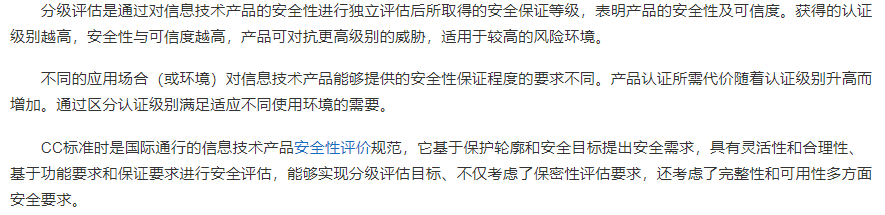 分级评估是通过对信息技术产品的安全性进行独立评估后所取得的安全保证等级，表明产品的安全性及可信度。获得的认证
级别越高，安全性与可信度越高，产品可对抗更高级别的威胁，适用于较高的风险环境。
不同的应用场合（或环境）对信息技术产品能够提供的安全性保证程度的要求不同。产品认证所需代价随着认证级别升高而
增加。通过区分认证级别满足适应不同使用环境的需要。
CC标准时是国际通行的信息技术产品安全性评价规范，它基于保护轮廓和安全目标提出安全需求，具有灵活性和合理性、
基于功能要求和保证要求进行安全评估，能够实现分级评估目标、不仅考虑了保密性评估要求，还考虑了完整性和可用性多方面
安全要求。